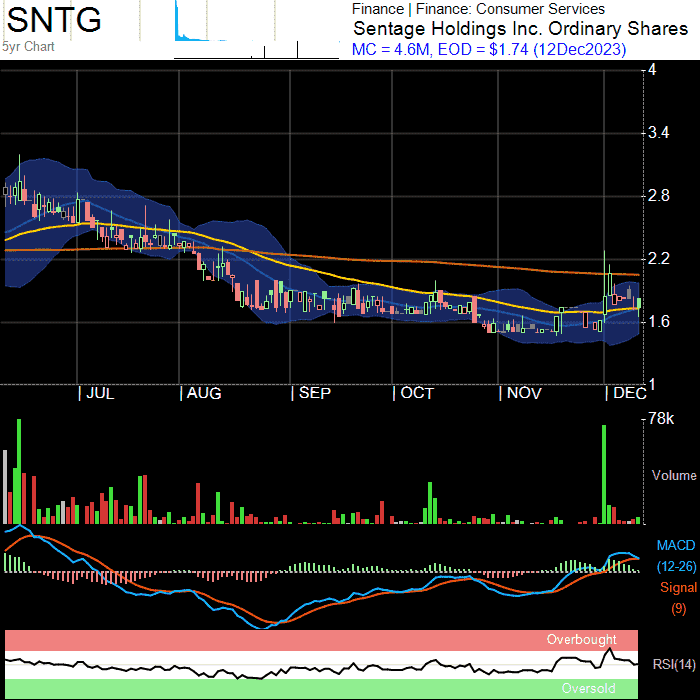 SNTG
5yr Chart
Finance | Finance: Consumer Services
Sentage Holdings Inc. Ordinary Shares
MC = 4.6M, EOD = $1.74 (12Dec2023)
4
3.4
2.8
2.2
1.6
1
JUL
AUG
SEP
OCT
NOV
DEC
78k
Volume
MACD
(12-26)
Signal
(9)
Overbought
RSI(14)
Oversold